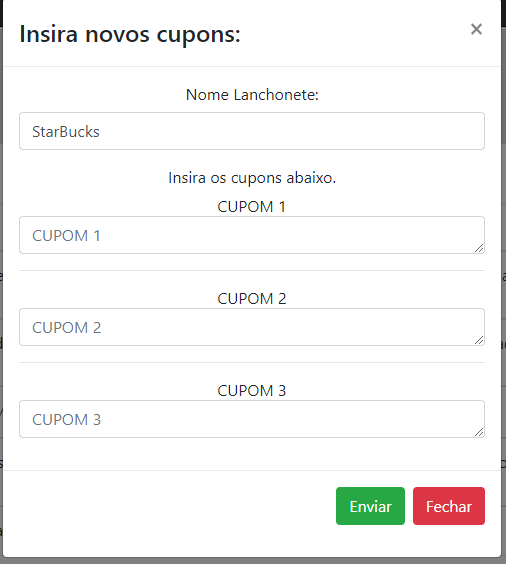 Insira novos cupons:
×
Nome Lanchonete:
StarBucks
Insira os cupons abaixo.
CUPOM 1
CUPOM 1
CUPOM 2
CUPOM 2
CUPOM 3
CUPOM 3
Enviar Fechar